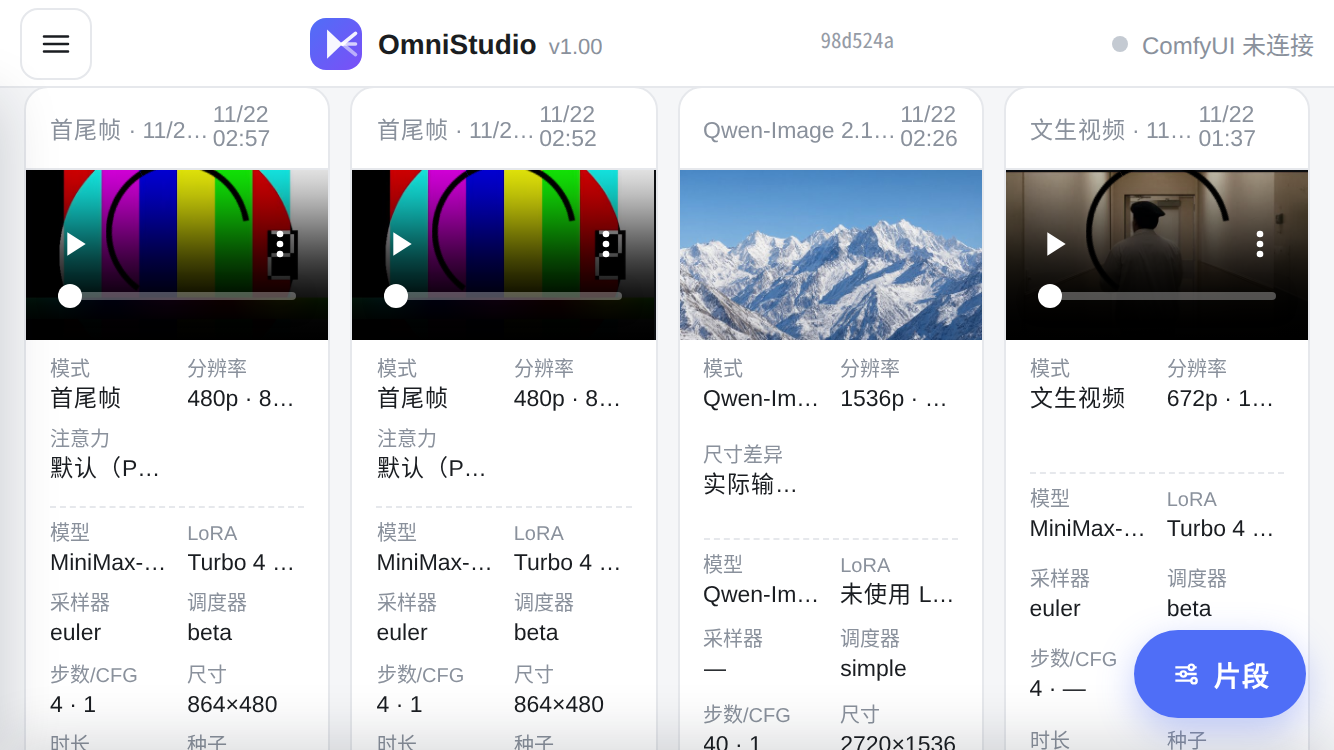 OmniStudio v1.00
98d524a
ComfyUI 未连接
首尾帧 · 11/2… 11/22 02:57
首尾帧 · 11/2… 11/22 02:52
Qwen-Image 2.1… 11/22 02:26
文生视频 · 11… 11/22 01:37
模式 分辨率
首尾帧 480p · 8…
注意力
默认（P…
模型 LoRA
MiniMax-… Turbo 4 …
采样器 调度器
euler beta
步数/CFG 尺寸
4 · 1 864×480
时长 种子
模式 分辨率
首尾帧 480p · 8…
注意力
默认（P…
模型 LoRA
MiniMax-… Turbo 4 …
采样器 调度器
euler beta
步数/CFG 尺寸
4 · 1 864×480
时长 种子
模式 分辨率
Qwen-Im… 1536p · …
尺寸差异
实际输…
模型 LoRA
Qwen-Im… 未使用 L…
采样器 调度器
— simple
步数/CFG 尺寸
40 · 1 2720×1536
模式 分辨率
文生视频 672p · 1…
模型 LoRA
MiniMax-… Turbo 4 …
采样器 调度器
euler beta
步数/CFG
4 · —
时长 种子
片段